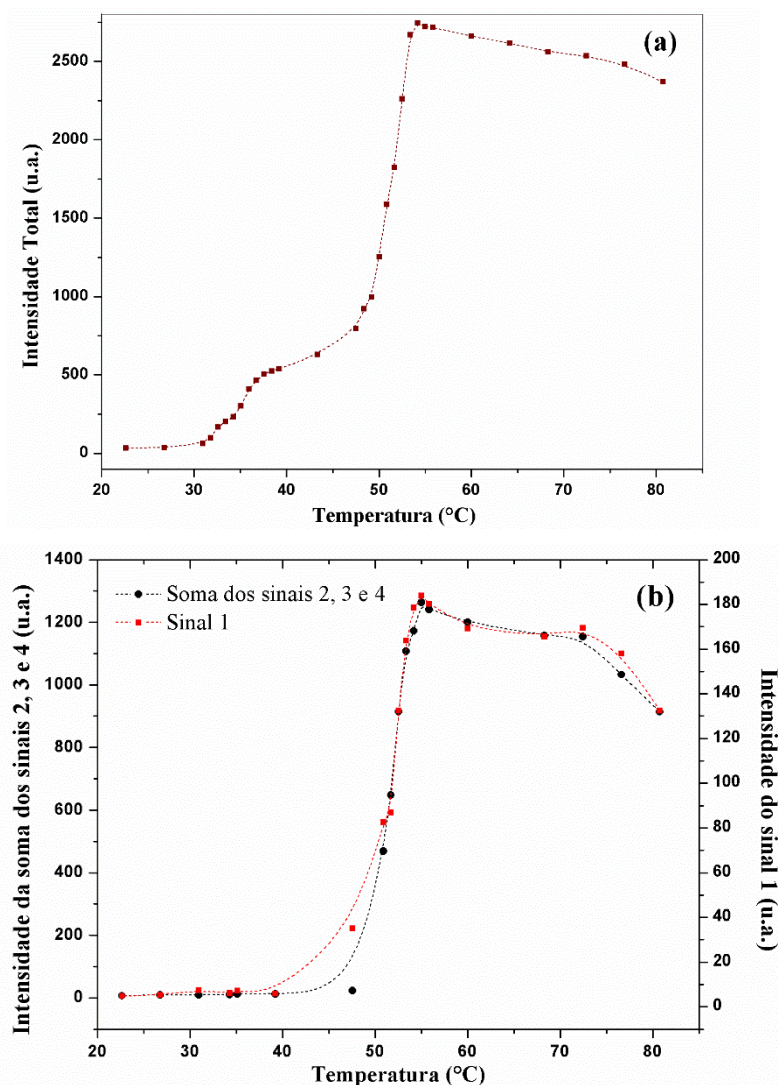 (a)
Intensidade Total (u.a.)
2500
2000
1500
1000
500
0
20 30 40 50 60 70 80
Temperatura (°C)
(b)
Soma dos sinais 2, 3 e 4
Sinal 1
Intensidade da soma dos sinais 2, 3 e 4 (u.a.)
1400
1200
1000
800
600
400
200
0
200
180
160
140
120
100
80
60
40
20
0
Intensidade do sinal 1 (u.a.)
20 30 40 50 60 70 80
Temperatura (°C)